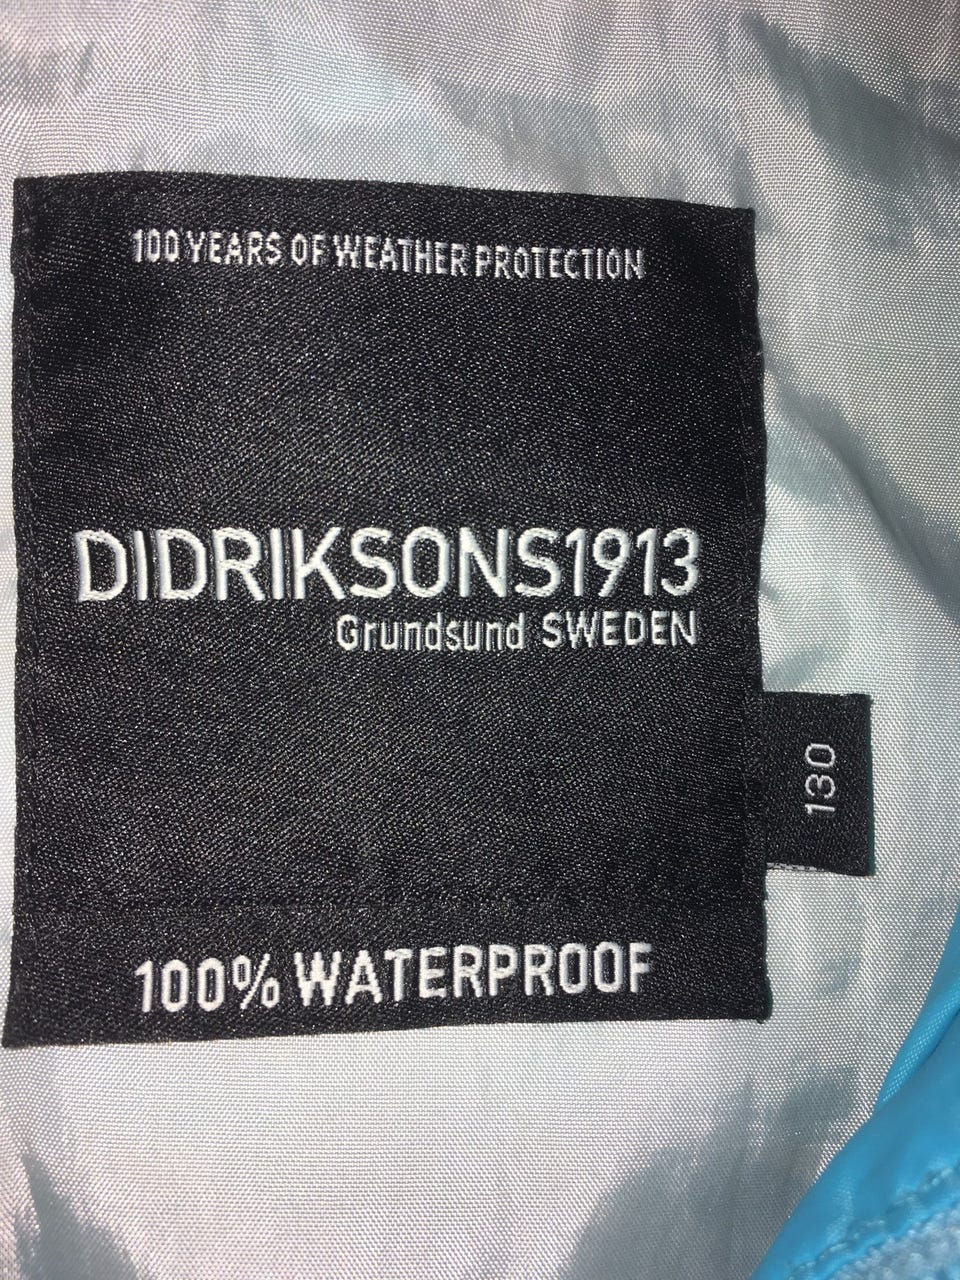 100 YEARS OF WEATHER PROTECTION
DIDRIKSONS1913
Grundsund SWEDEN
130
100% WATERPROOF